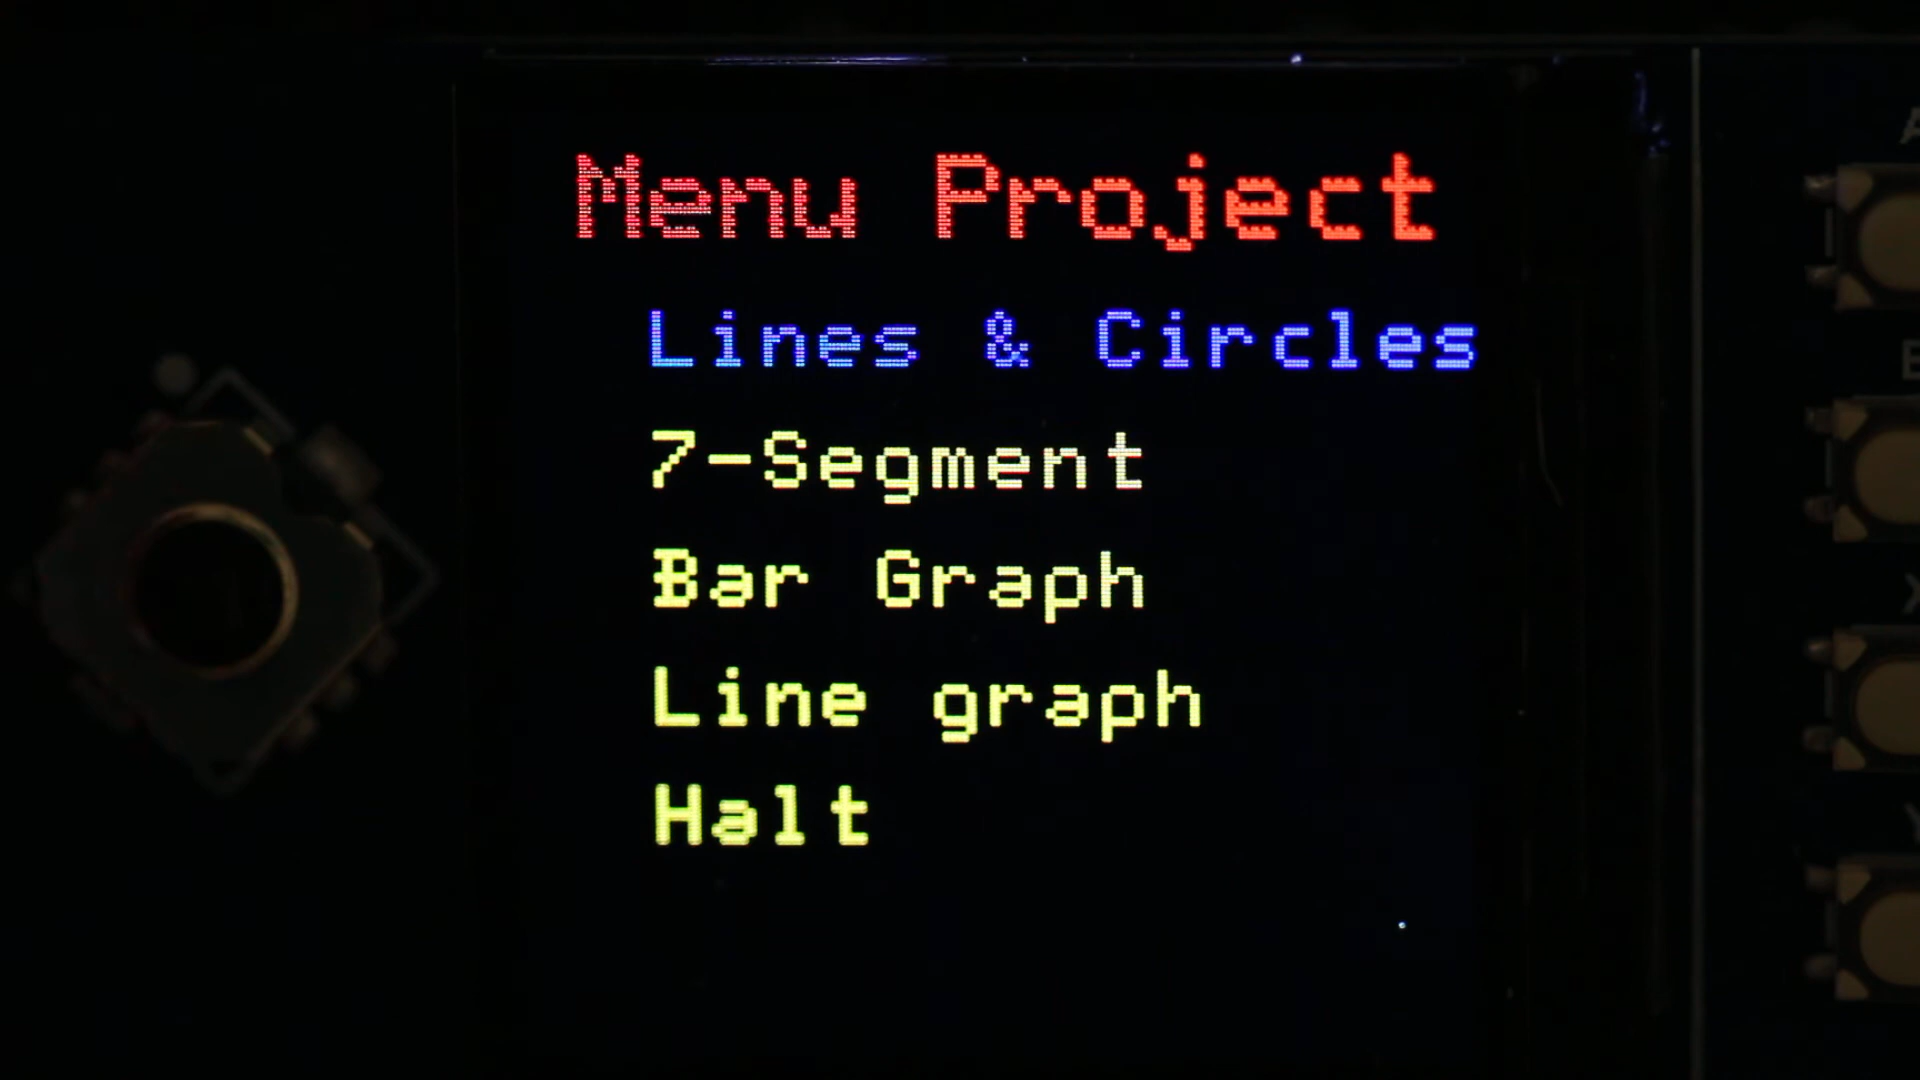 Menu Project
Lines & Circles
7-Segment
Bar Graph
Line graph
Halt